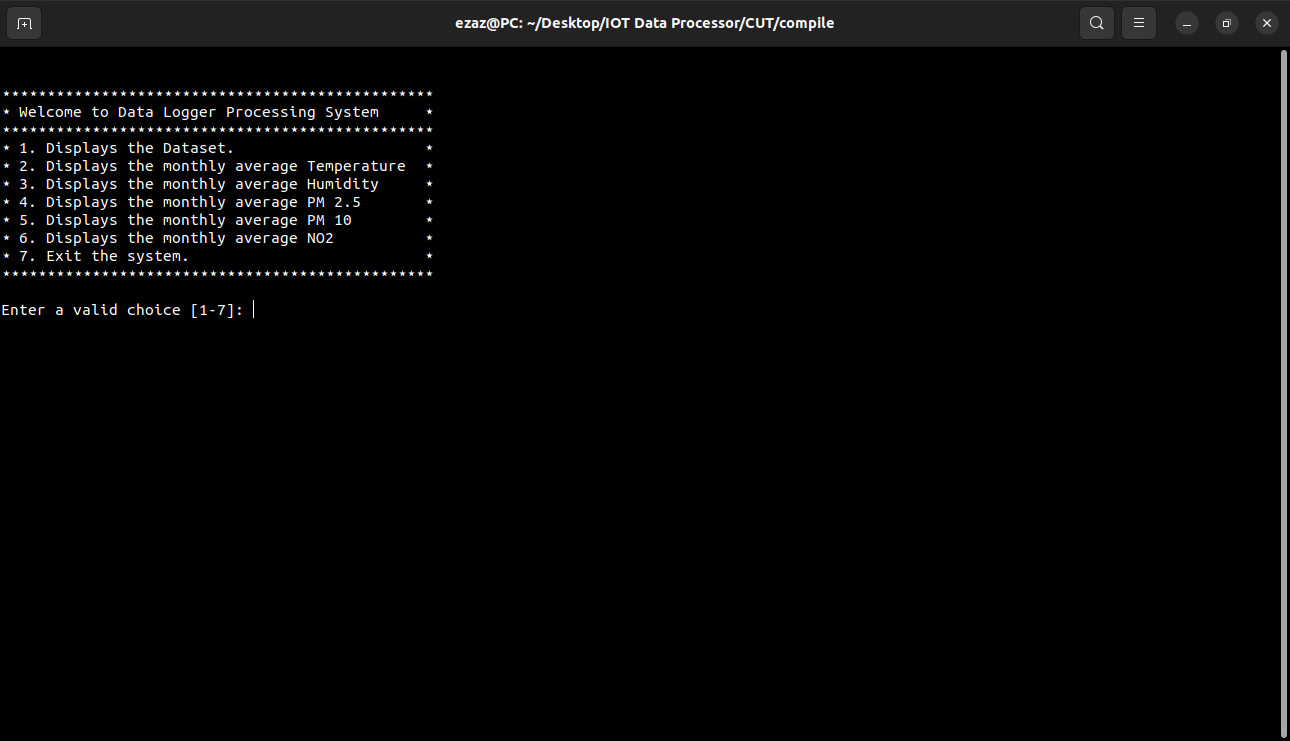 ezaz@PC: ~/Desktop/IOT Data Processor/CUT/compile
************************************************
* Welcome to Data Logger Processing System     *
************************************************
* 1. Displays the Dataset.                     *
* 2. Displays the monthly average Temperature  *
* 3. Displays the monthly average Humidity     *
* 4. Displays the monthly average PM 2.5       *
* 5. Displays the monthly average PM 10        *
* 6. Displays the monthly average NO2          *
* 7. Exit the system.                          *
************************************************
Enter a valid choice [1-7]: